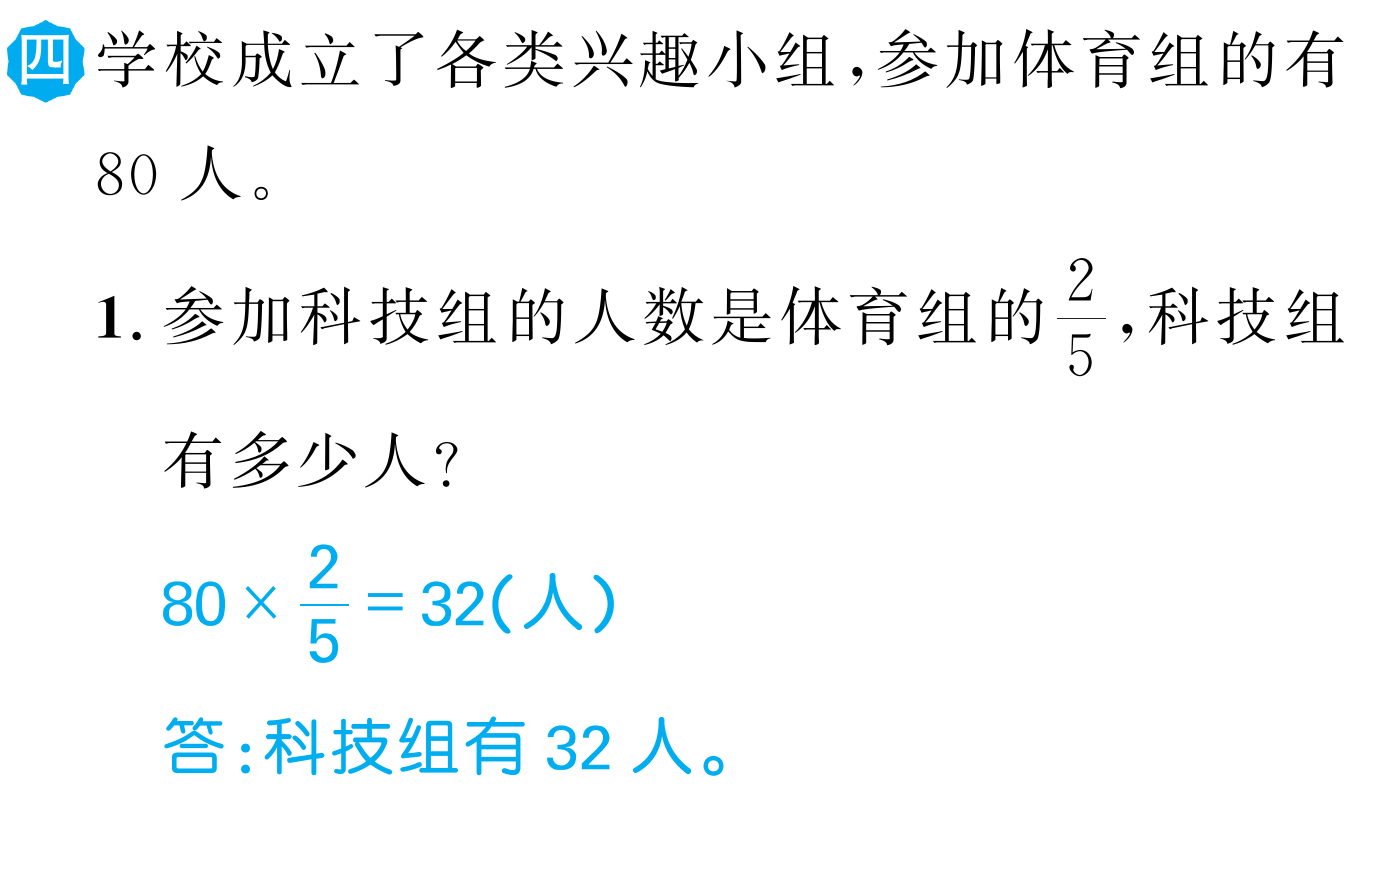 四 学校成立了各类兴趣小组,参加体育组的有
80 人。
1. 参加科技组的人数是体育组的2/5,科技组
有多少人?
80 × 2/5 = 32(人)
答:科技组有 32 人。